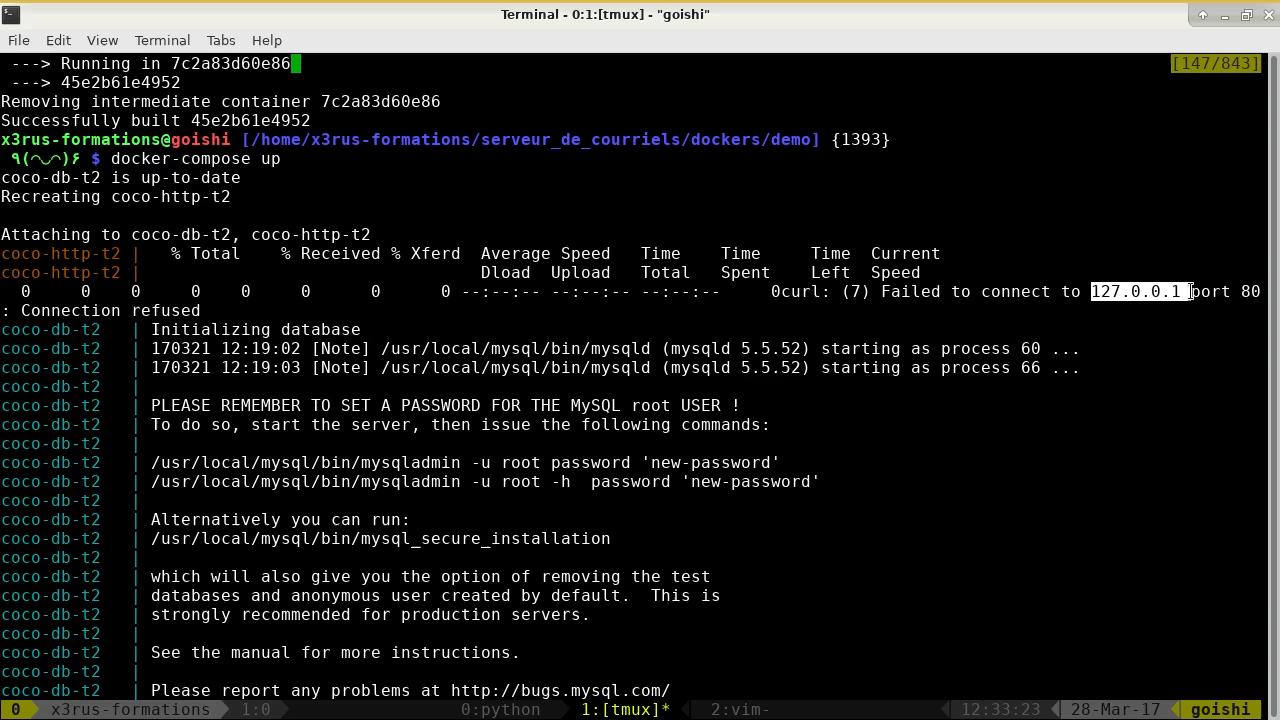 Terminal - 0:1:[tmux] - "goishi"
File Edit View Terminal Tabs Help
---> Running in 7c2a83d60e86 [147/843]
---> 45e2b61e4952
Removing intermediate container 7c2a83d60e86
Successfully built 45e2b61e4952
x3rus-formations@goishi [/home/x3rus-formations/serveur_de_courriels/dockers/demo] {1393}
٩(◠◡◠)۶ $ docker-compose up
coco-db-t2 is up-to-date
Recreating coco-http-t2
Attaching to coco-db-t2, coco-http-t2
coco-http-t2 | % Total % Received % Xferd Average Speed Time Time Time Current
coco-http-t2 | Dload Upload Total Spent Left Speed
0 0 0 0 0 0 0 0 --:--:-- --:--:-- --:--:-- 0curl: (7) Failed to connect to 127.0.0.1 port 80
: Connection refused
coco-db-t2 | Initializing database
coco-db-t2 | 170321 12:19:02 [Note] /usr/local/mysql/bin/mysqld (mysqld 5.5.52) starting as process 60 ...
coco-db-t2 | 170321 12:19:03 [Note] /usr/local/mysql/bin/mysqld (mysqld 5.5.52) starting as process 66 ...
coco-db-t2 |
coco-db-t2 | PLEASE REMEMBER TO SET A PASSWORD FOR THE MySQL root USER !
coco-db-t2 | To do so, start the server, then issue the following commands:
coco-db-t2 |
coco-db-t2 | /usr/local/mysql/bin/mysqladmin -u root password 'new-password'
coco-db-t2 | /usr/local/mysql/bin/mysqladmin -u root -h password 'new-password'
coco-db-t2 |
coco-db-t2 | Alternatively you can run:
coco-db-t2 | /usr/local/mysql/bin/mysql_secure_installation
coco-db-t2 |
coco-db-t2 | which will also give you the option of removing the test
coco-db-t2 | databases and anonymous user created by default. This is
coco-db-t2 | strongly recommended for production servers.
coco-db-t2 |
coco-db-t2 | See the manual for more instructions.
coco-db-t2 |
coco-db-t2 | Please report any problems at http://bugs.mysql.com/
0 x3rus-formations 1:0 0:python 1:[tmux]* 2:vim- 12:33:23 28-Mar-17 goishi